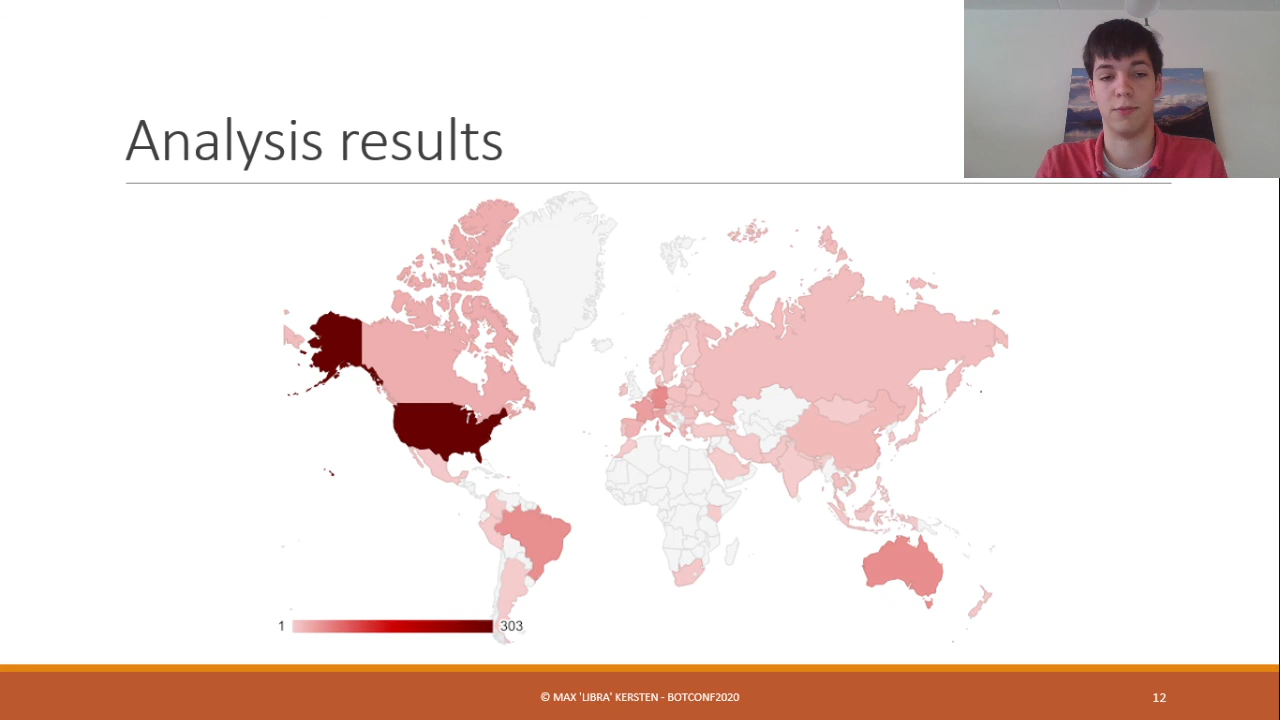 Analysis results
1
303
© MAX 'LIBRA' KERSTEN - BOTCONF2020
12